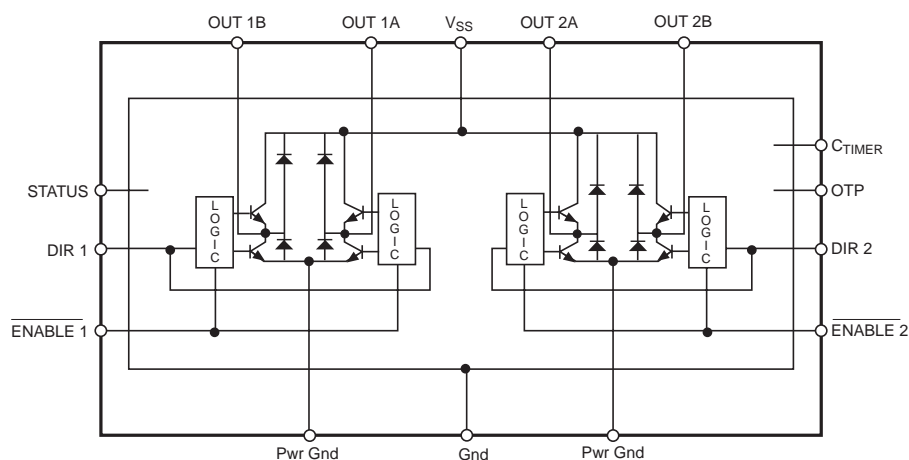 OUT 1B
OUT 1A
VSS
OUT 2A
OUT 2B
CTIMER
STATUS
OTP
LOGIC
LOGIC
LOGIC
LOGIC
DIR 1
DIR 2
ENABLE 1
ENABLE 2
Pwr Gnd
Gnd
Pwr Gnd